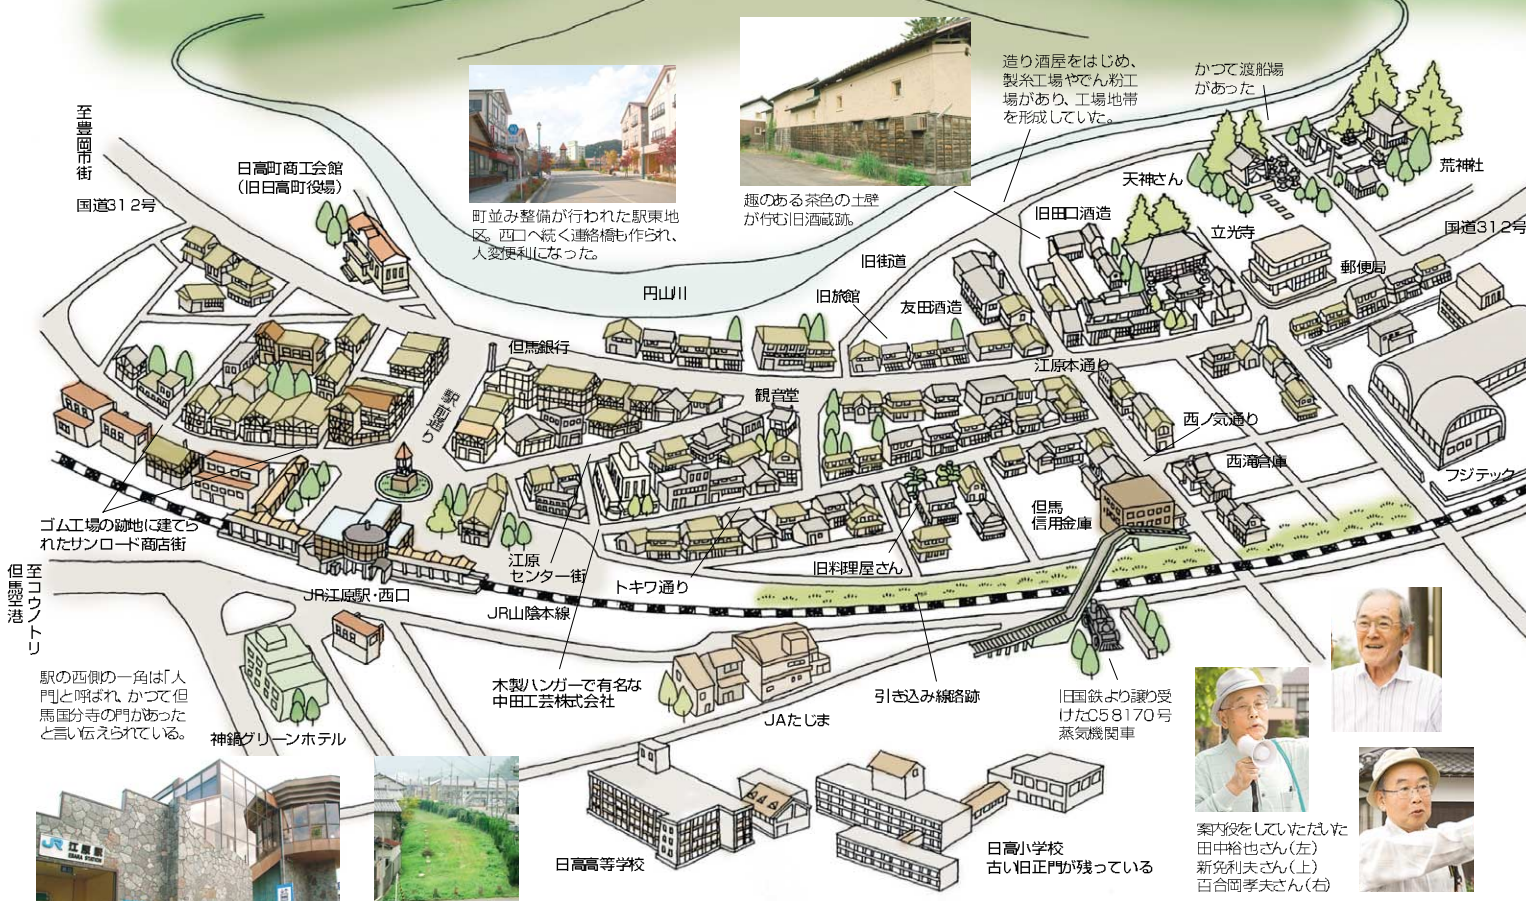 至豊岡市街
国道312号
日高町商工会館
(旧日高町役場)
町並み整備が行われた駅東地
区。西口へ続く連絡橋も作られ、
大変便利になった。
趣のある茶色の土壁
が佇む旧酒蔵跡。
造り酒屋をはじめ、
製糸工場やでん粉工
場があり、工場地帯
を形成していた。
かつて渡船場
があった
荒神社
天神さん
旧田口酒造
立光寺
国道312号
郵便局
旧街道
円山川
旧旅館
友田酒造
但馬銀行
江原本通り
駅前通り
観音堂
西ノ気通り
西滝倉庫
フジテック
ゴム工場の跡地に建てら
れたサンロード商店街
但馬
信用金庫
江原
センター街
旧料理屋さん
トキワ通り
至コウノトリ
但馬空港
JR江原駅・西口
JR山陰本線
駅の西側の一角は「大
門」と呼ばれ、かつて但
馬国分寺の門があった
と言い伝えられている。
神鍋グリーンホテル
木製ハンガーで有名な
中田工芸株式会社
JAたじま
引き込み線路跡
旧国鉄より譲り受
けたC58170号
蒸気機関車
JR 江原駅
EBARA STATION
日高高等学校
日高小学校
古い旧正門が残っている
案内役をしていただいた
田中裕也さん(左)
新免利夫さん(上)
百合岡孝夫さん(右)